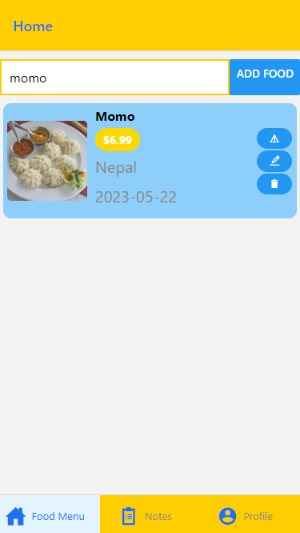 Home
momo
ADD FOOD
Momo
$6.99
Nepal
2023-05-22
Food Menu
Notes
Profile